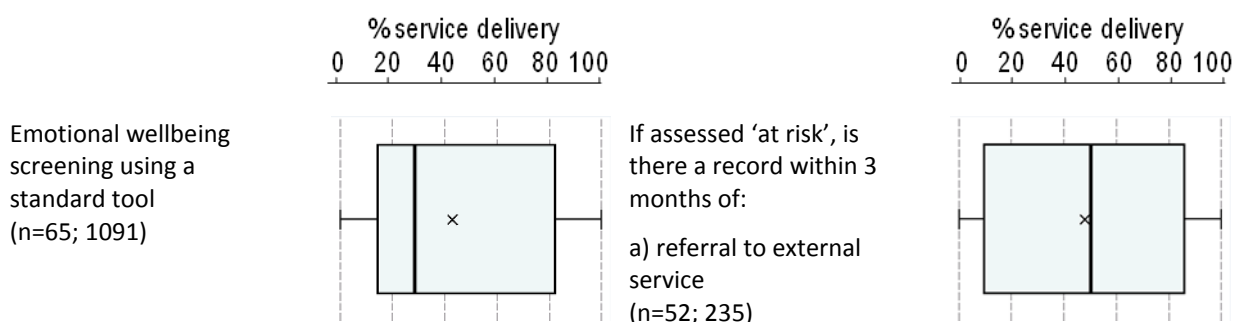 % service delivery
0 20 40 60 80 100
Emotional wellbeing
screening using a
standard tool
(n=65; 1091)
% service delivery
0 20 40 60 80 100
If assessed ‘at risk’, is
there a record within 3
months of:
a) referral to external
service
(n=52; 235)